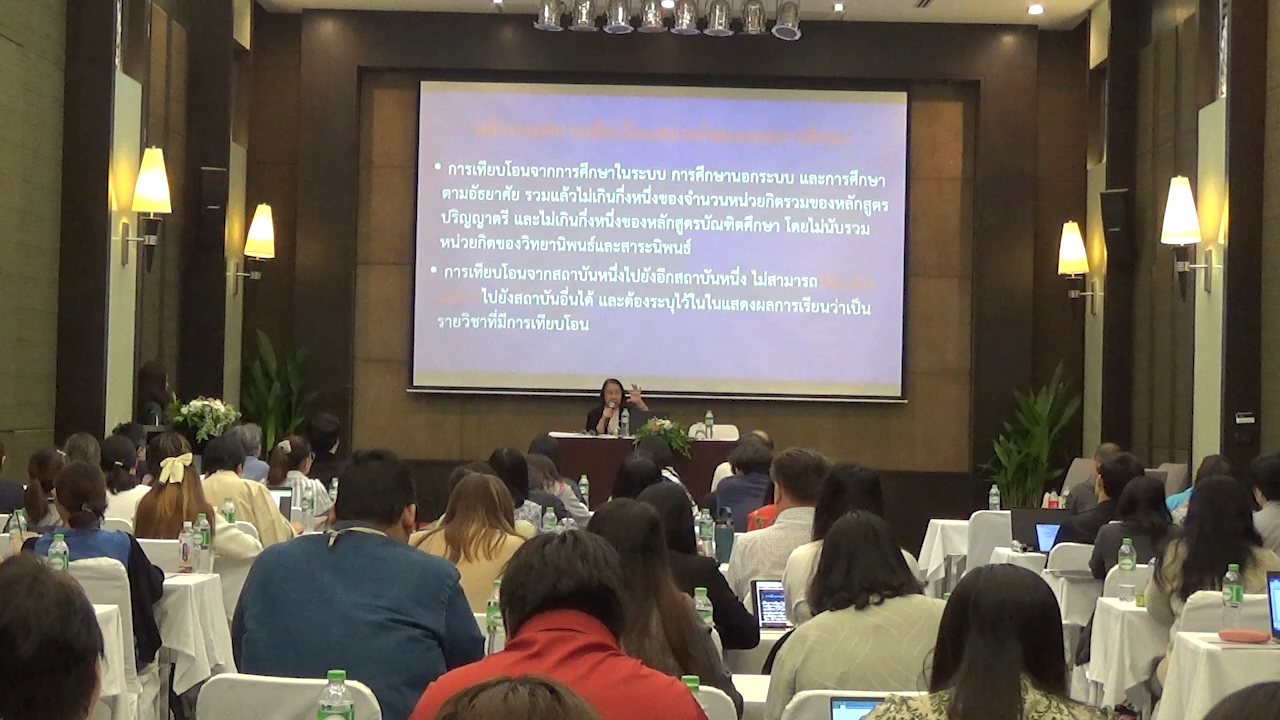 • การเทียบโอนจากการศึกษาในระบบ การศึกษานอกระบบ และการศึกษา
ตามอัธยาศัย รวมแล้วไม่เกินกึ่งหนึ่งของจำนวนหน่วยกิตรวมของหลักสูตร
ปริญญาตรี และไม่เกินกึ่งหนึ่งของหลักสูตรบัณฑิตศึกษา โดยไม่นับรวม
หน่วยกิตของวิทยานิพนธ์และสาระนิพนธ์
• การเทียบโอนจากสถาบันหนึ่งไปยังอีกสถาบันหนึ่ง ไม่สามารถ
ไปยังสถาบันอื่นได้ และต้องระบุไว้ในในแสดงผลการเรียนว่าเป็น
รายวิชาที่มีการเทียบโอน